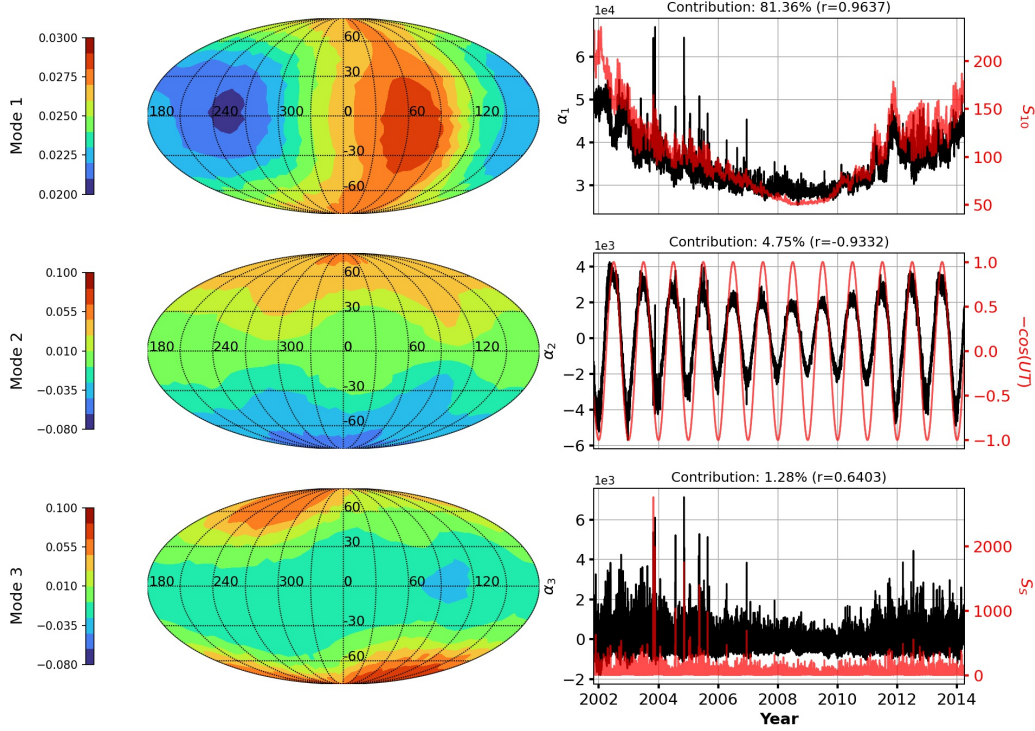 Contribution: 81.36% (r=0.9637)
1e4
Mode 1
0.0300
0.0275
0.0250
0.0225
0.0200
60
30
180 240 300 0 60 120
-30
-60
α1
6
5
4
3
200
150
100
50
S10
Contribution: 4.75% (r=-0.9332)
1e3
Mode 2
0.100
0.055
0.010
−0.035
−0.080
60
30
180 240 300 0 60 120
-30
-60
α2
4
2
0
−2
−4
−6
1.0
0.5
0.0
−0.5
−1.0
−cos(UT)
Contribution: 1.28% (r=0.6403)
1e3
Mode 3
0.100
0.055
0.010
−0.035
−0.080
60
30
180 240 300 0 60 120
-30
-60
α3
6
4
2
0
−2
2000
1000
0
SS
2002 2004 2006 2008 2010 2012 2014
Year